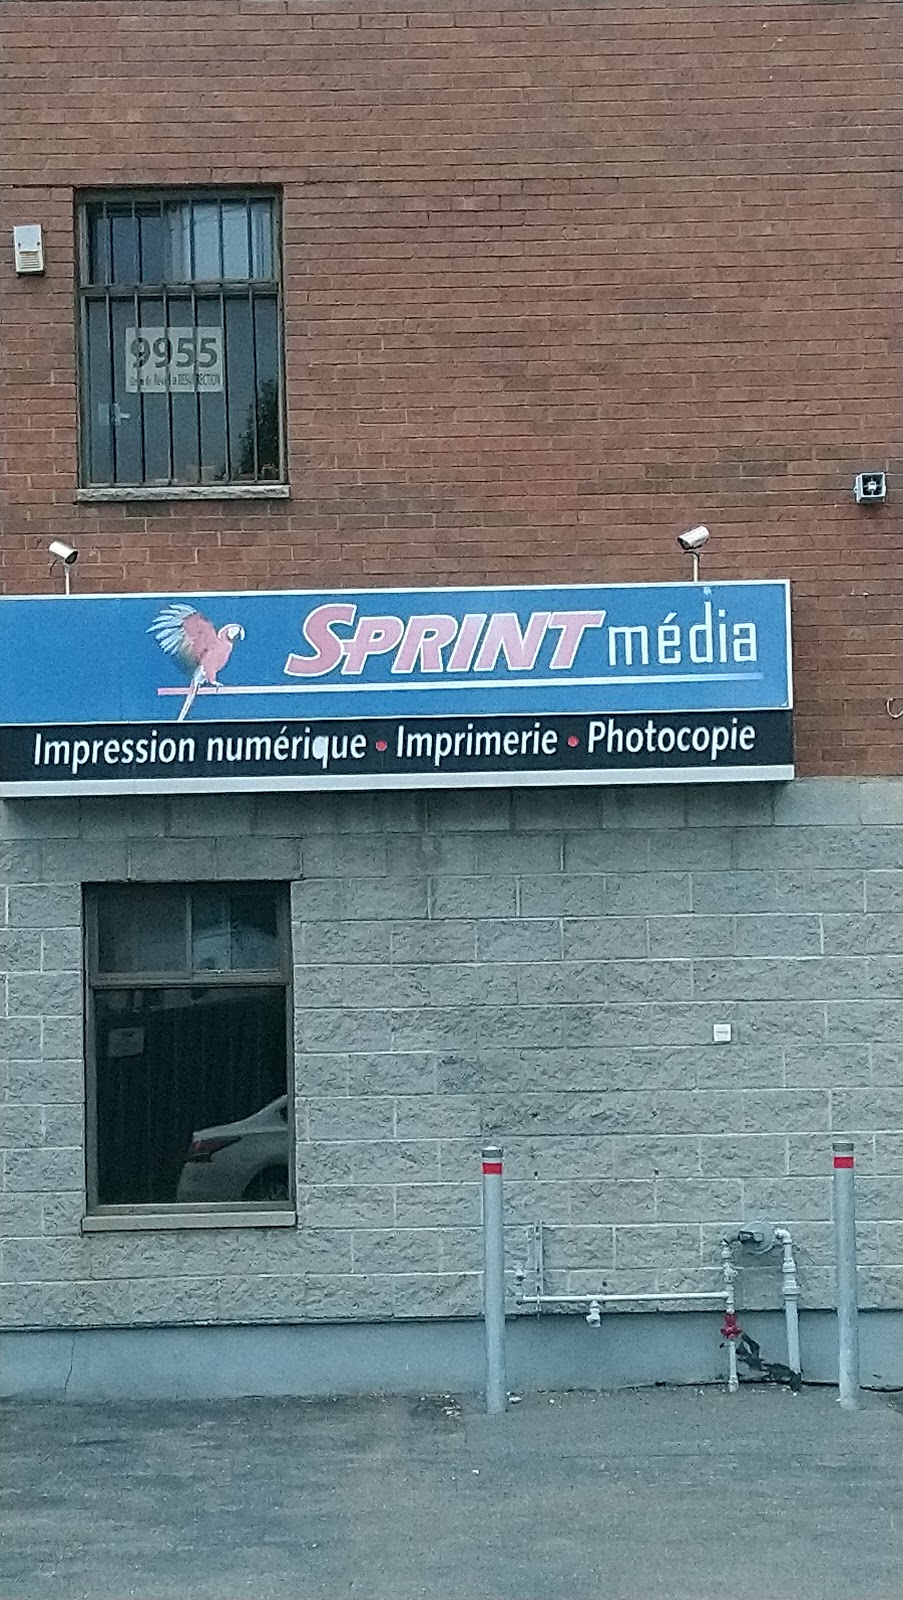 9955
SPRINT média
Impression numérique • Imprimerie • Photocopie